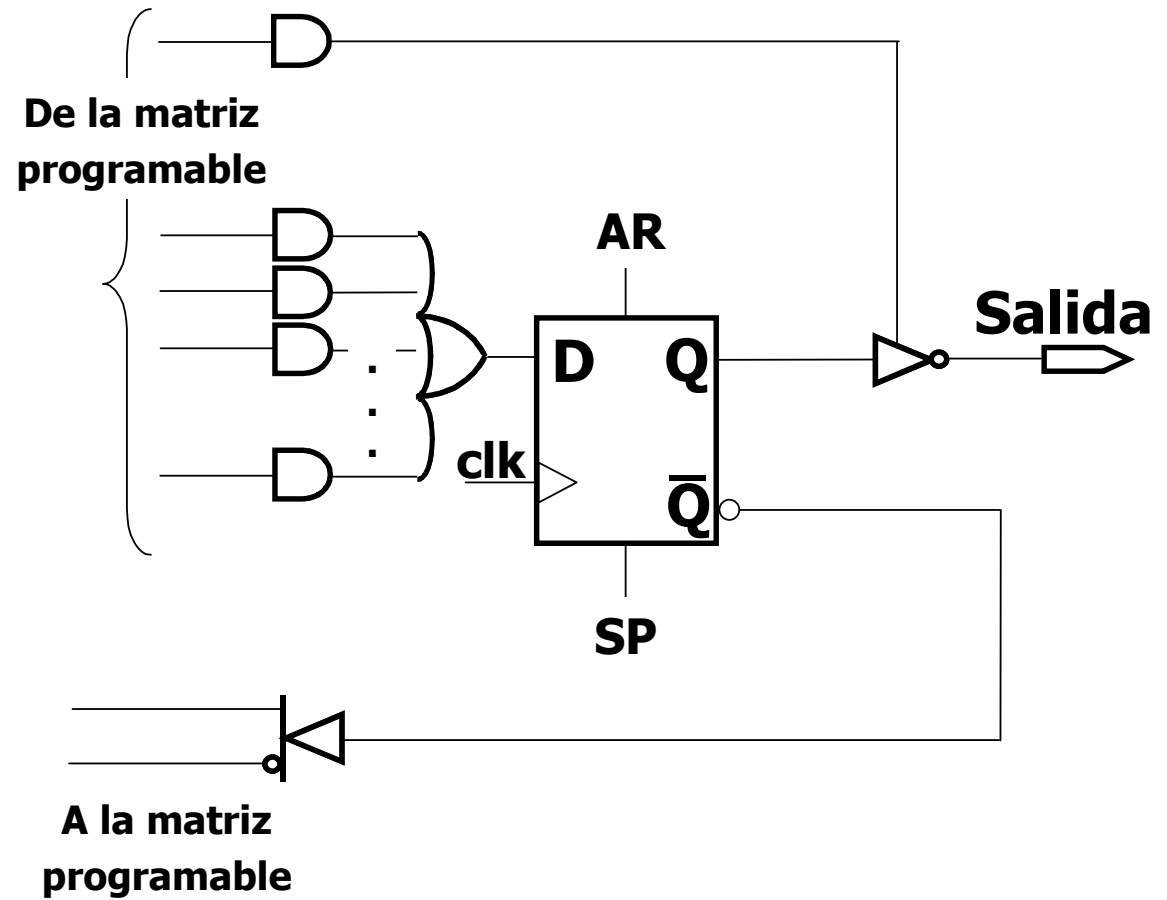 De la matriz
programable
AR
Salida
D
Q
clk
Q̅
SP
A la matriz
programable